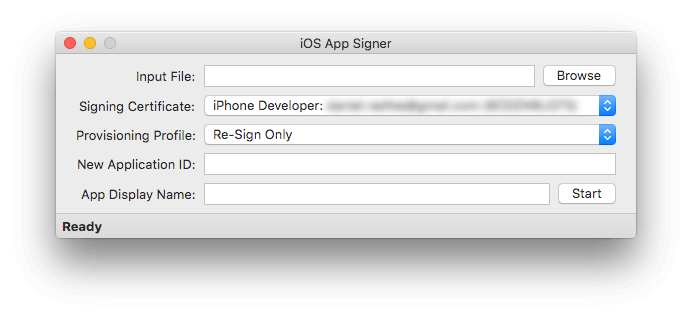 iOS App Signer
Input File: Browse
Signing Certificate: iPhone Developer:
Provisioning Profile: Re-Sign Only
New Application ID:
App Display Name: Start
Ready